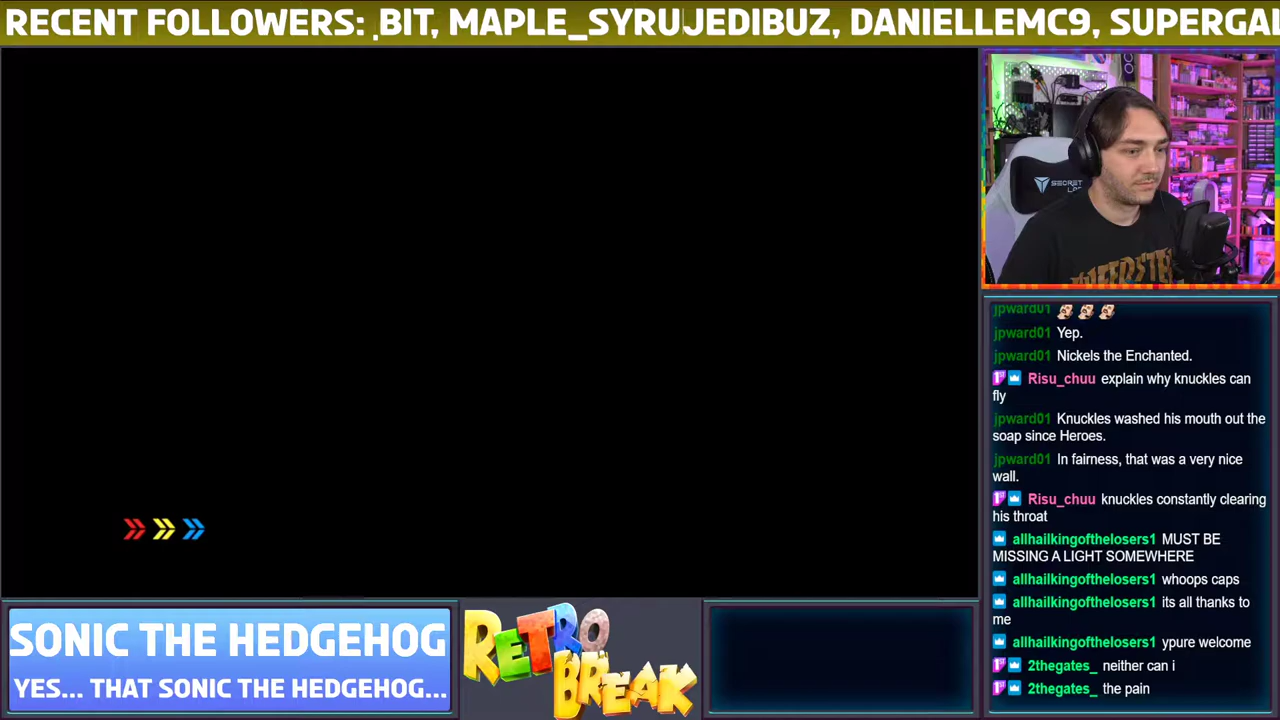 RECENT FOLLOWERS: BIT, MAPLE_SYRUJEDIBUZ, DANIELLEMC9, SUPERGA
SECRET
jpward01
jpward01 Yep.
jpward01 Nickels the Enchanted.
Risu_chuu explain why knuckles can
fly
jpward01 Knuckles washed his mouth out the
soap since Heroes.
jpward01 In fairness, that was a very nice
wall.
Risu_chuu knuckles constantly clearing
his throat
allhailkingofthelosers1 MUST BE
MISSING A LIGHT SOMEWHERE
allhailkingofthelosers1 whoops caps
allhailkingofthelosers1 its all thanks to
me
allhailkingofthelosers1 ypure welcome
2thegates_ neither can i
2thegates_ the pain
SONIC THE HEDGEHOG
YES... THAT SONIC THE HEDGEHOG...
RETRO
BREAK